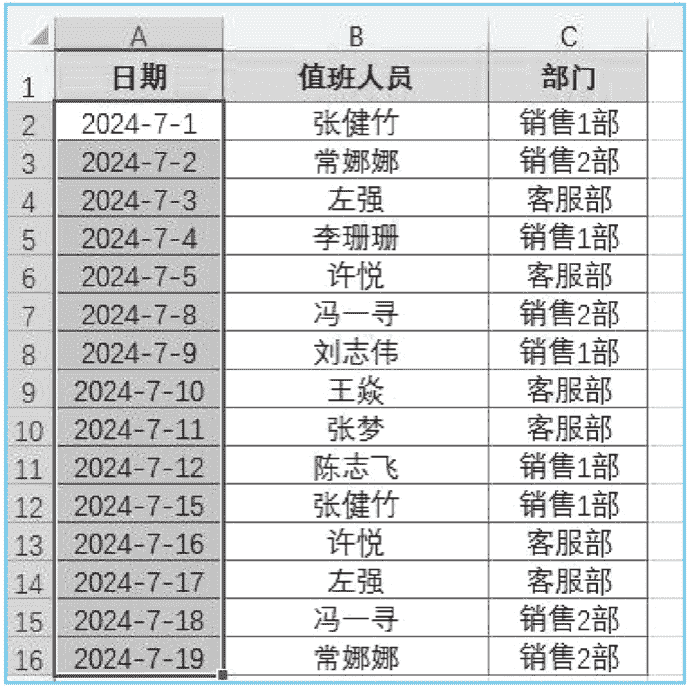 A B C
1 日期 值班人员 部门
2 2024-7-1 张健竹 销售1部
3 2024-7-2 常娜娜 销售2部
4 2024-7-3 左强 客服部
5 2024-7-4 李珊珊 销售1部
6 2024-7-5 许悦 客服部
7 2024-7-8 冯一寻 销售2部
8 2024-7-9 刘志伟 销售1部
9 2024-7-10 王焱 客服部
10 2024-7-11 张梦 客服部
11 2024-7-12 陈志飞 销售1部
12 2024-7-15 张健竹 销售1部
13 2024-7-16 许悦 客服部
14 2024-7-17 左强 客服部
15 2024-7-18 冯一寻 销售2部
16 2024-7-19 常娜娜 销售2部